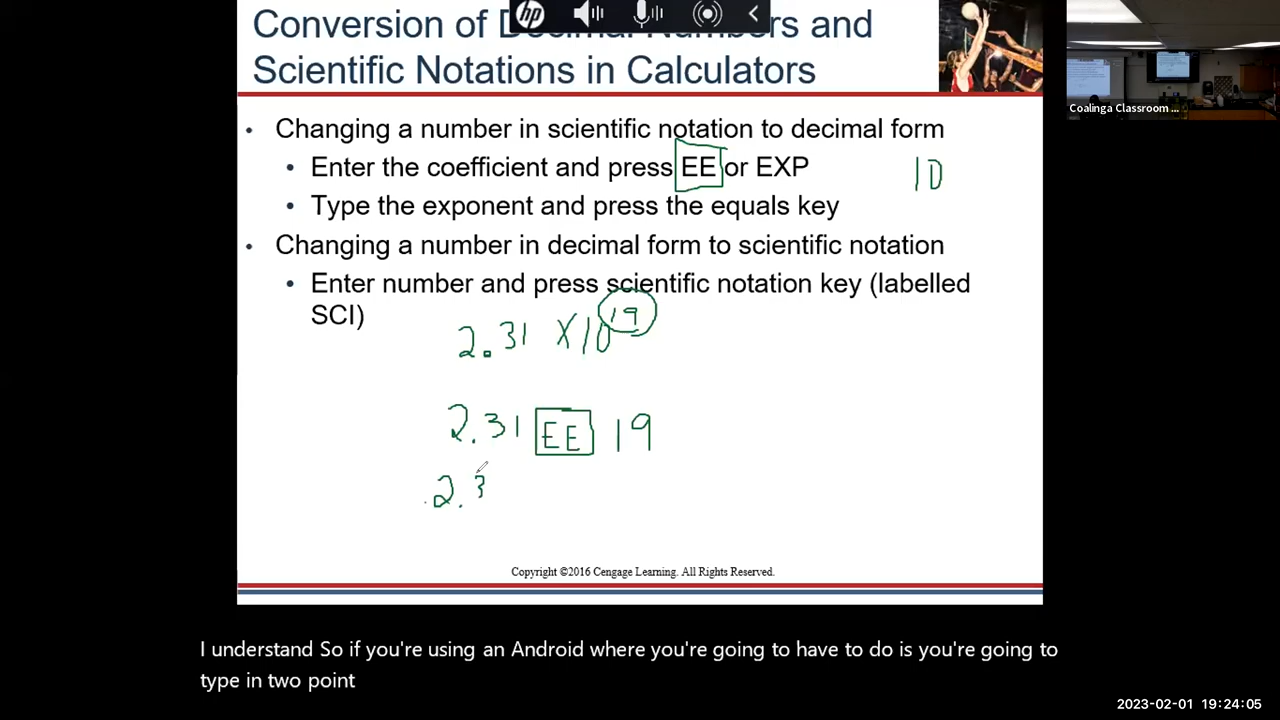 Conversion of Decimal Numbers and
Scientific Notations in Calculators
Coalinga Classroom ...
• Changing a number in scientific notation to decimal form
• Enter the coefficient and press EE or EXP
10
• Type the exponent and press the equals key
• Changing a number in decimal form to scientific notation
• Enter number and press scientific notation key (labelled
SCI)
2.31 X10 19
2.31 EE 19
2.3
Copyright ©2016 Cengage Learning. All Rights Reserved.
I understand So if you're using an Android where you're going to have to do is you're going to
type in two point
2023-02-01 19:24:05
hp